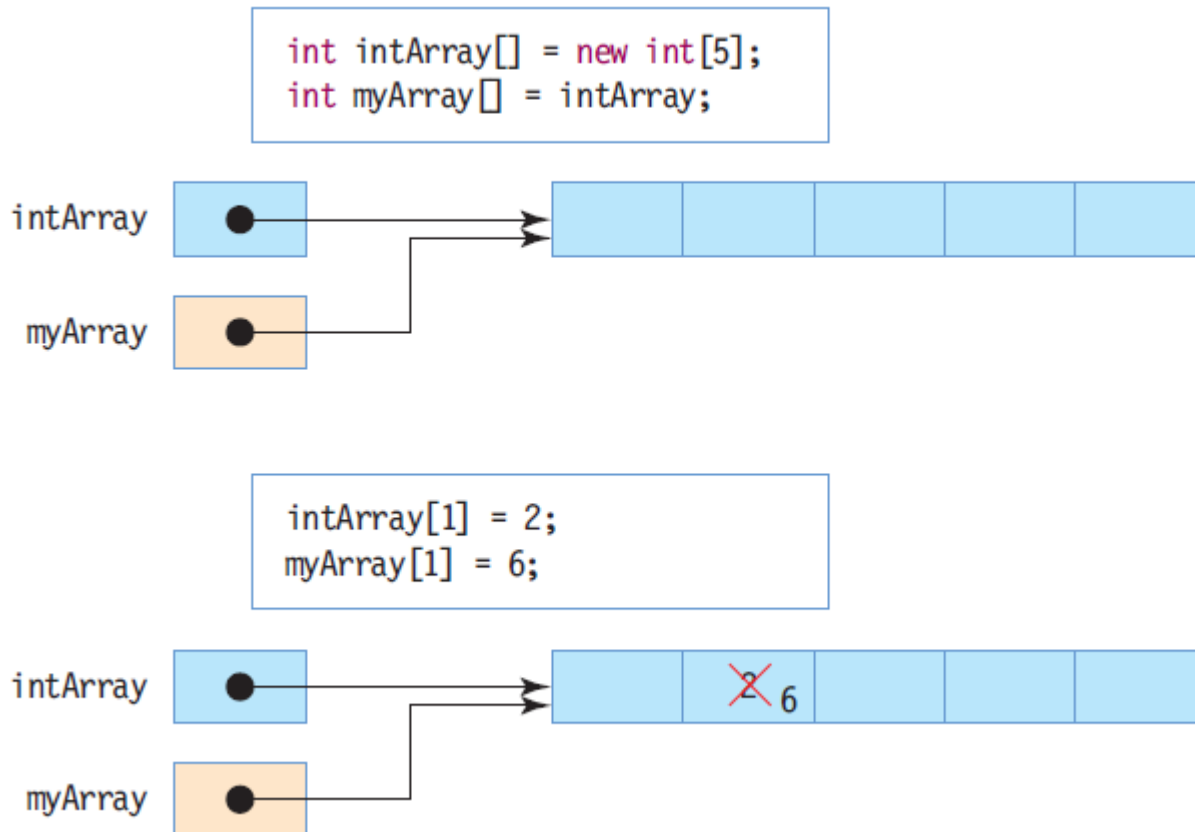 int intArray[] = new int[5];
int myArray[] = intArray;
intArray
myArray
intArray[1] = 2;
myArray[1] = 6;
intArray
2 6
myArray